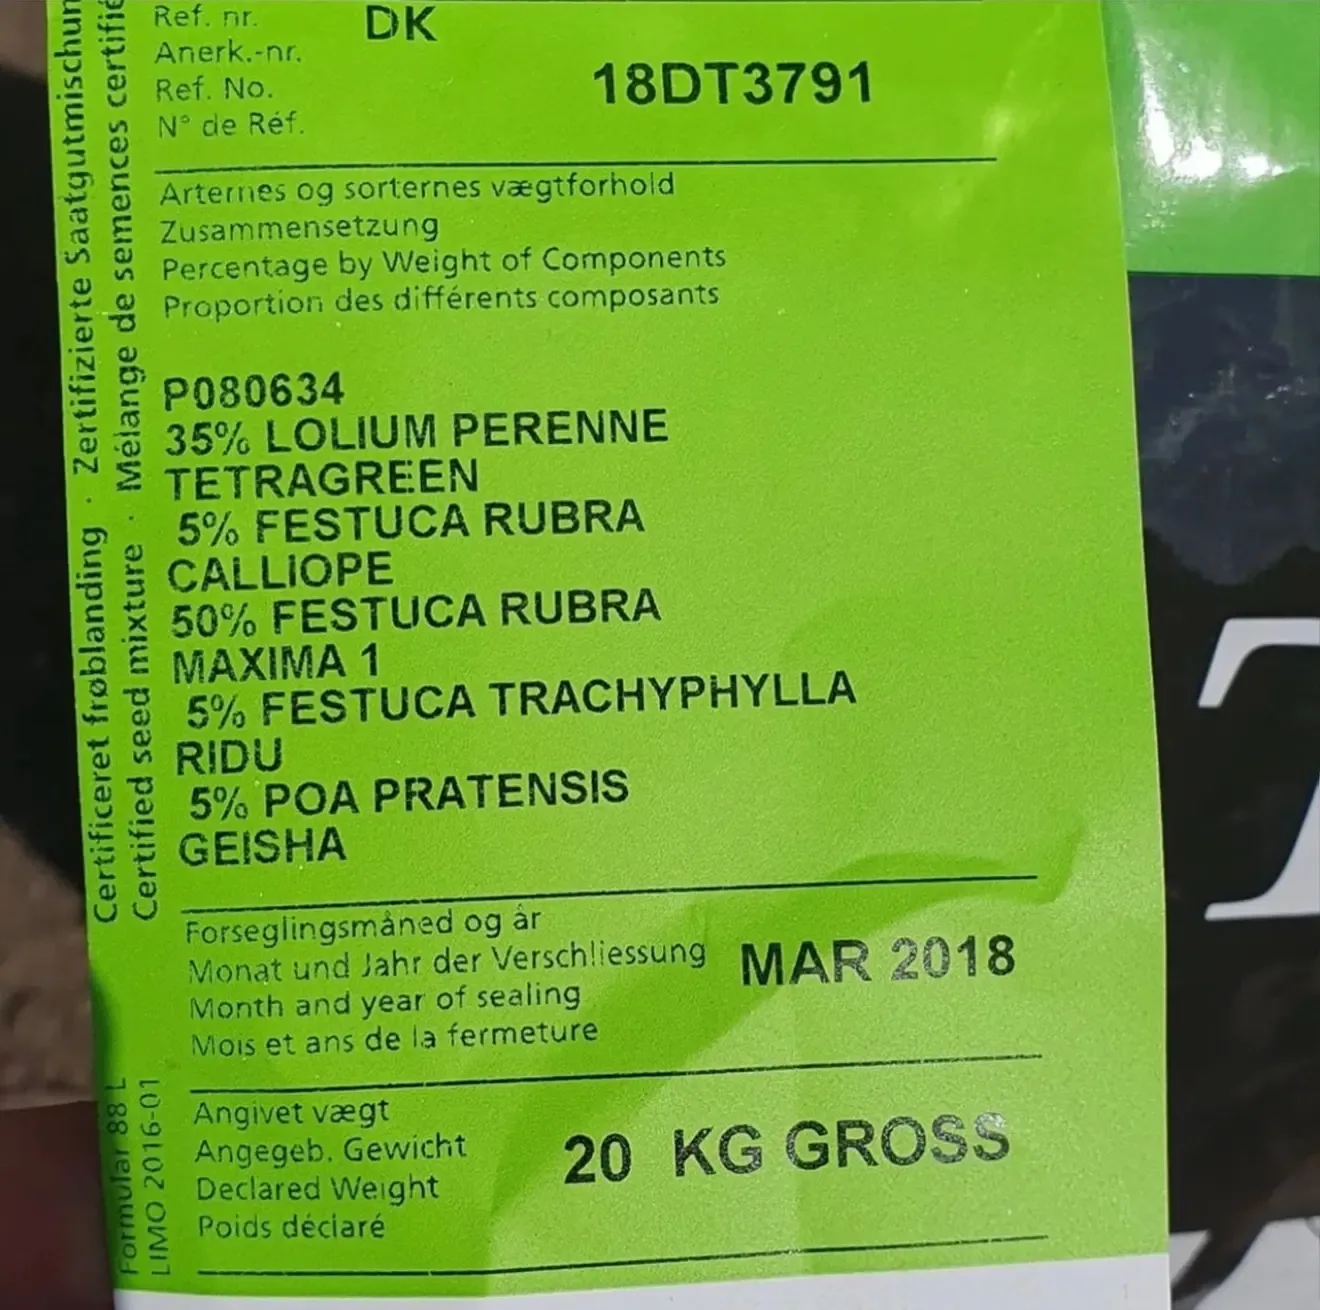 Ref. nr.
DK
Anerk.-nr.
Ref. No.
18DT3791
N° de Réf.
Arternes og sorternes vægtforhold
Zusammensetzung
Percentage by Weight of Components
Proportion des différents composants
P080634
35% LOLIUM PERENNE
TETRAGREEN
5% FESTUCA RUBRA
CALLIOPE
50% FESTUCA RUBRA
MAXIMA 1
5% FESTUCA TRACHYPHYLLA
RIDU
5% POA PRATENSIS
GEISHA
Forseglingsmåned og år
Monat und Jahr der Verschliessung
MAR 2018
Month and year of sealing
Mois et ans de la fermeture
Angivet vægt
Angegeb. Gewicht
20 KG GROSS
Declared Weight
Poids déclaré
Certificeret frøblanding · Zertifizierte Saatgutmischun
Certified seed mixture · Mélange de semences certifié
Formular 88 L
LIMO 2016-01
T